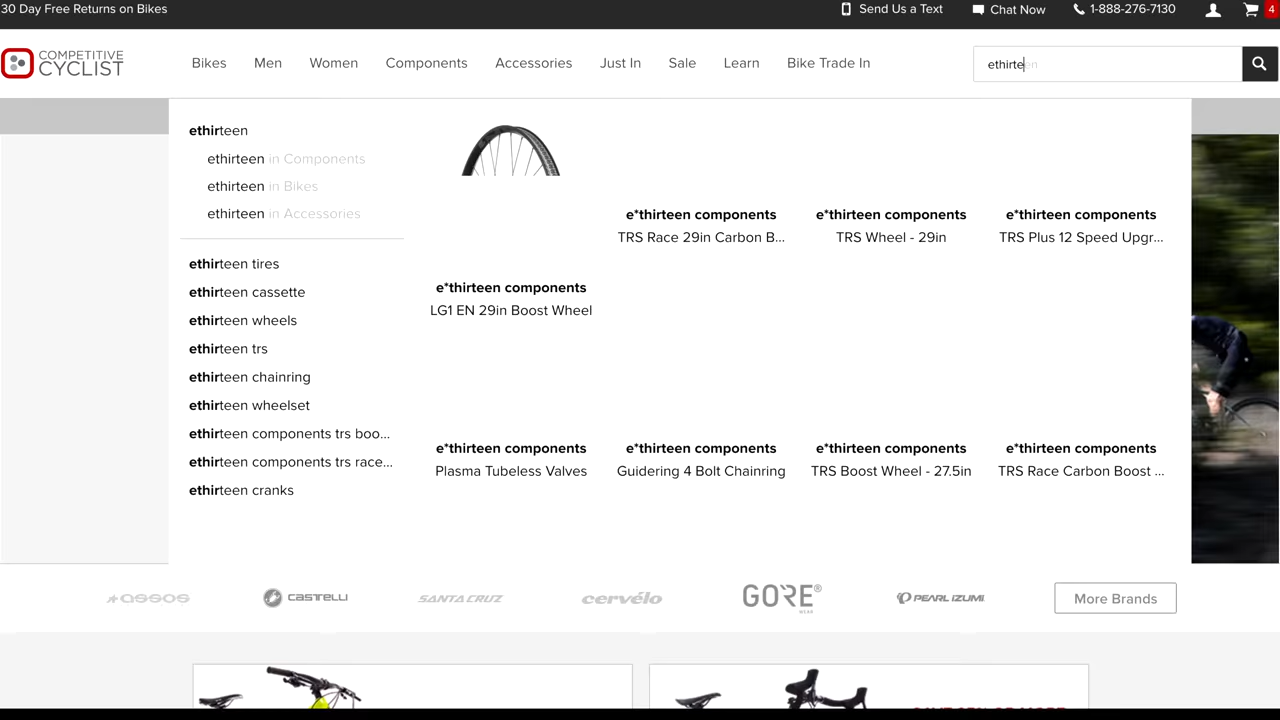 30 Day Free Returns on Bikes
Send Us a Text
Chat Now
1-888-276-7130
4
COMPETITIVE
CYCLIST
Bikes
Men
Women
Components
Accessories
Just In
Sale
Learn
Bike Trade In
ethirteen
ethirteen
ethirteen in Components
ethirteen in Bikes
ethirteen in Accessories
ethirteen tires
ethirteen cassette
ethirteen wheels
ethirteen trs
ethirteen chainring
ethirteen wheelset
ethirteen components trs boo...
ethirteen components trs race...
ethirteen cranks
e*thirteen components
LG1 EN 29in Boost Wheel
e*thirteen components
TRS Race 29in Carbon B...
e*thirteen components
TRS Wheel - 29in
e*thirteen components
TRS Plus 12 Speed Upgr...
e*thirteen components
Plasma Tubeless Valves
e*thirteen components
Guidering 4 Bolt Chainring
e*thirteen components
TRS Boost Wheel - 27.5in
e*thirteen components
TRS Race Carbon Boost ...
assos
CASTELLI
SANTA CRUZ
cervélo
GORE®
WEAR
PEARL IZUMI
More Brands